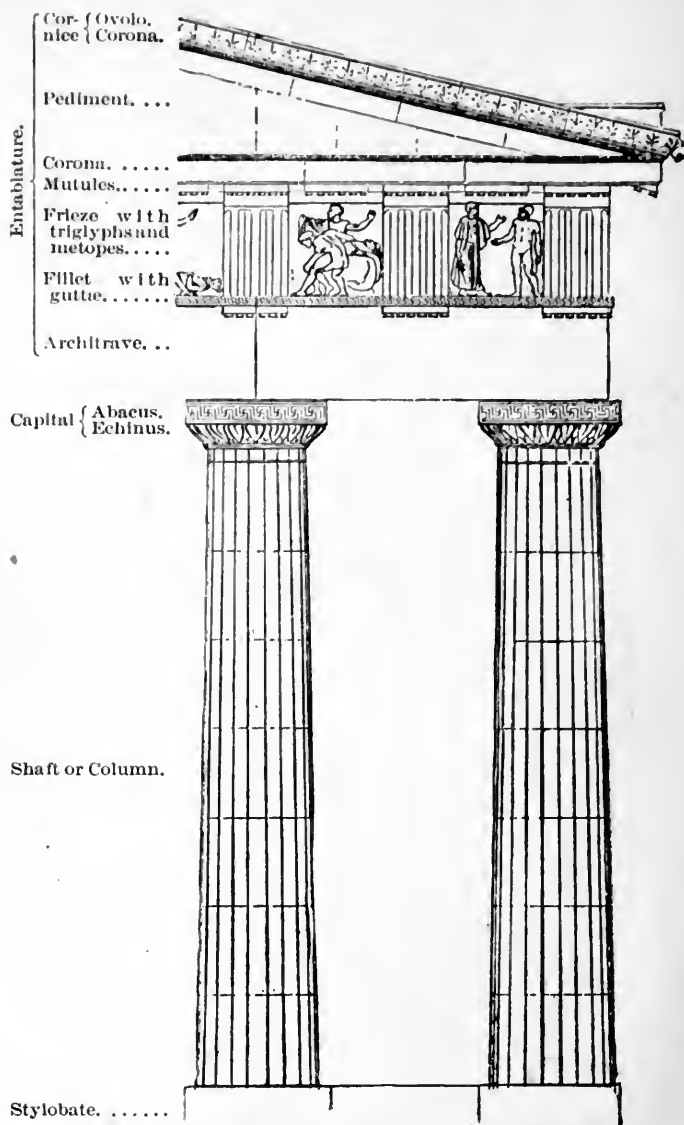 Entablature.
Cor- { Ovolo.
nice { Corona.
Pediment. . . .
Corona. . . . . .
Mutules. . . . .
Frieze with
triglyphs and
metopes. . . . .
Fillet with
guttæ. . . . . . .
Architrave. . .
Capital { Abacus.
Echinus.
Shaft or Column.
Stylobate. . . . . . .